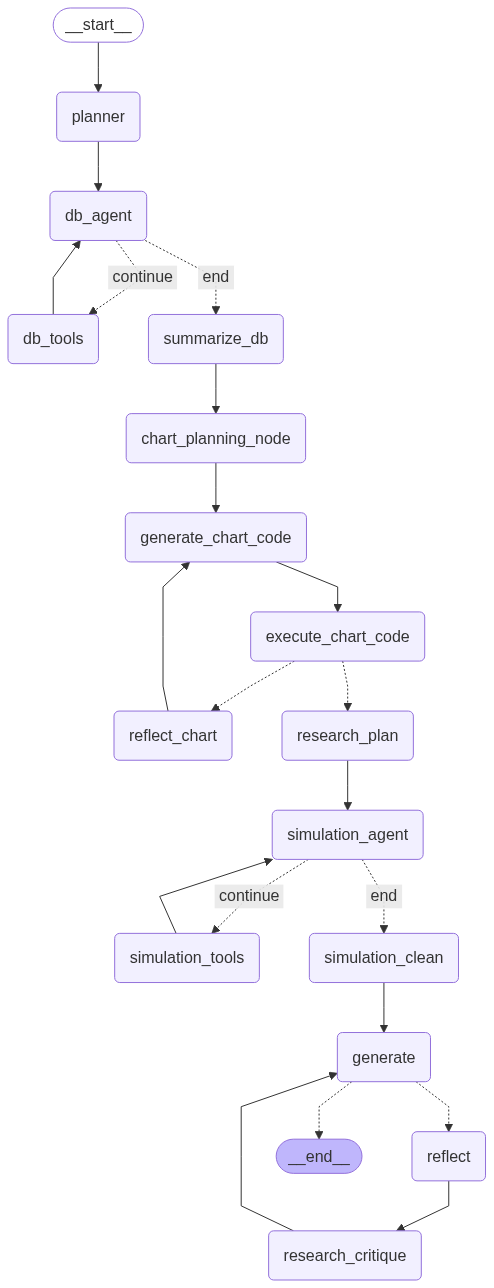 __start__
planner
db_agent
continue
end
db_tools
summarize_db
chart_planning_node
generate_chart_code
execute_chart_code
reflect_chart
research_plan
simulation_agent
continue
end
simulation_tools
simulation_clean
generate
__end__
reflect
research_critique